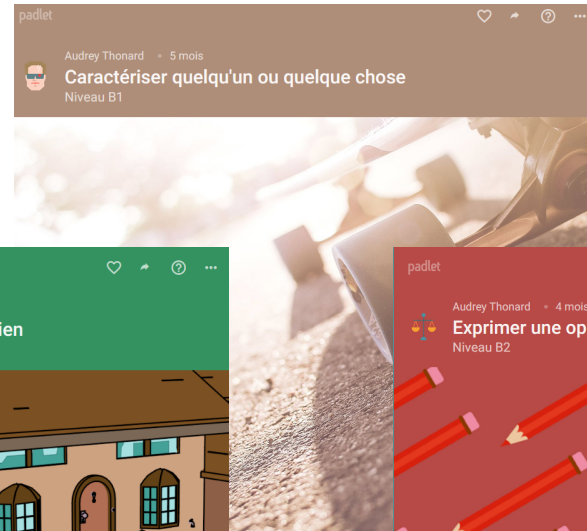 padlet
Audrey Thonard • 5 mois
Caractériser quelqu'un ou quelque chose
Niveau B1
ien
padlet
Audrey Thonard • 4 mois
Exprimer une op
Niveau B2